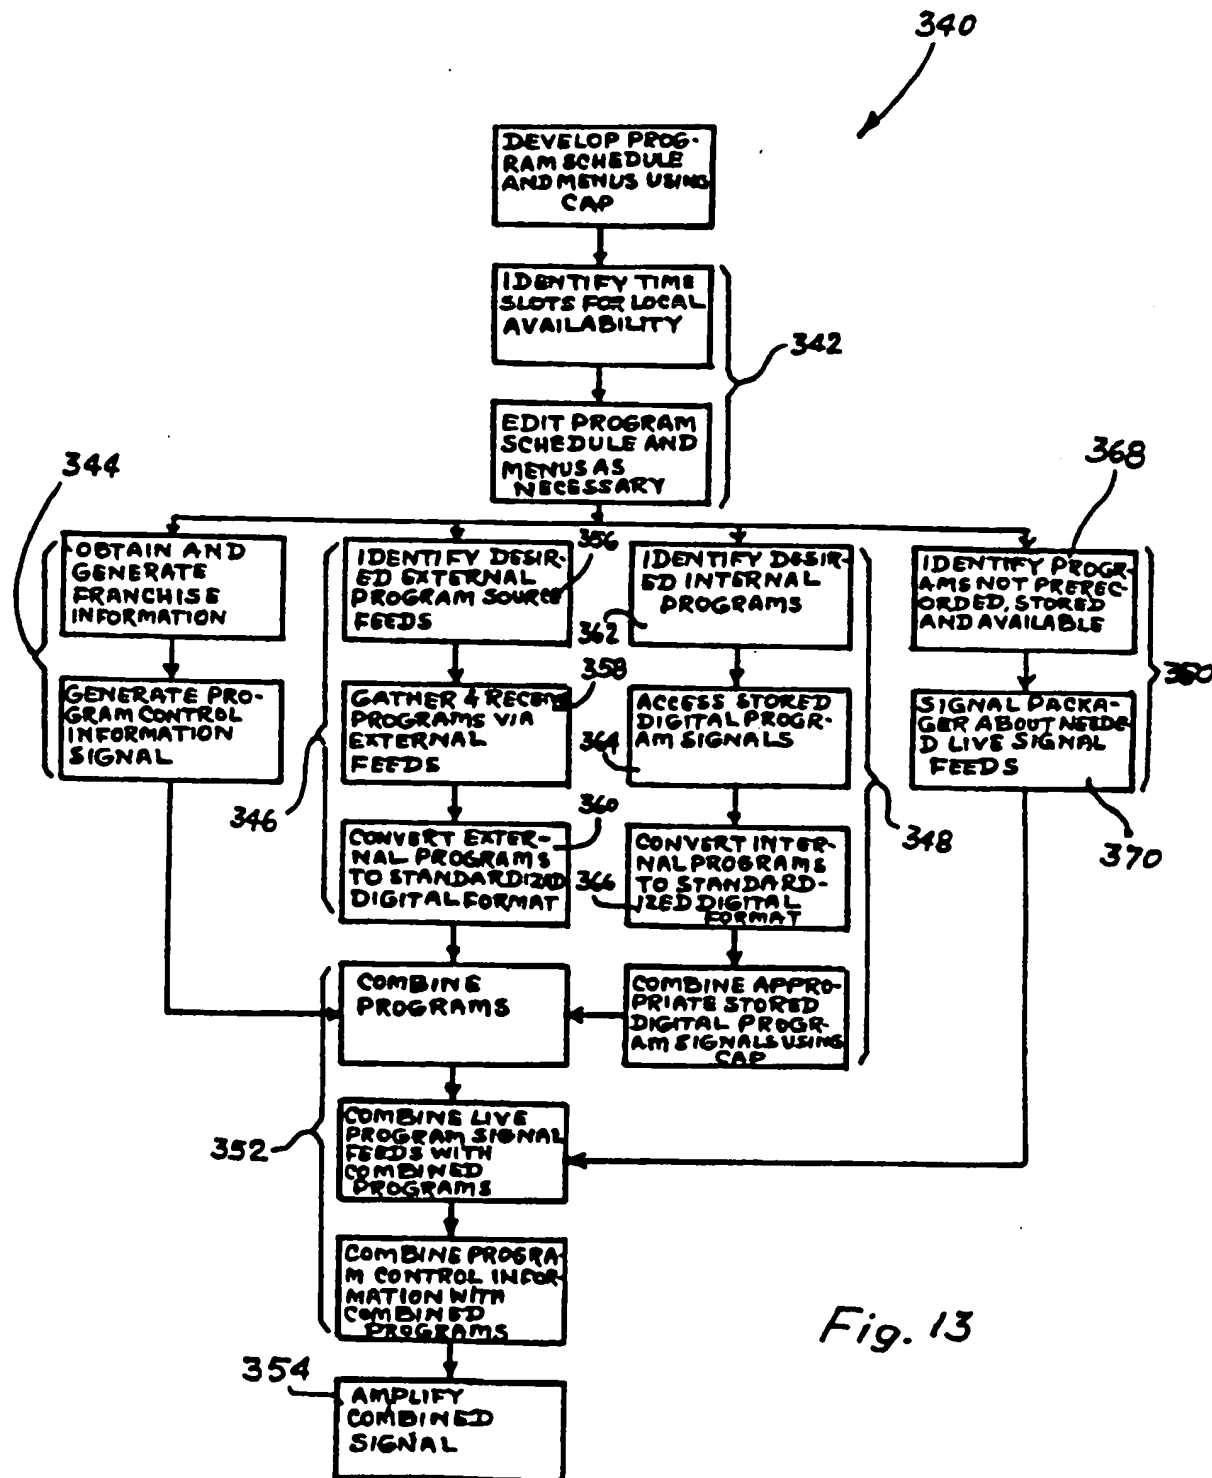 340
DEVELOP PROG-
RAM SCHEDULE
AND MENUS USING
CAP
IDENTIFY TIME
SLOTS FOR LOCAL
AVAILABILITY
342
EDIT PROGRAM
SCHEDULE AND
MENUS AS
NECESSARY
344
368
OBTAIN AND
GENERATE
FRANCHISE
INFORMATION
IDENTIFY DESIR-
ED EXTERNAL
PROGRAM SOURCE
FEEDS
356
IDENTIFY DESIR-
ED INTERNAL
PROGRAMS
362
IDENTIFY PROGR-
AMS NOT PREREC-
ORDED, STORED
AND AVAILABLE
GENERATE PRO-
GRAM CONTROL
INFORMATION
SIGNAL
GATHER & RECEIVE
PROGRAMS VIA
EXTERNAL
FEEDS
358
ACCESS STORED
DIGITAL PROGR-
AM SIGNALS
364
SIGNAL PACKA-
GER ABOUT NEEDE-
D LIVE SIGNAL
FEEDS
350
346
348
370
CONVERT EXTER-
NAL PROGRAMS
TO STANDARDIZED
DIGITAL FORMAT
360
CONVERT INTER-
NAL PROGRAMS
TO STANDARD-
IZED DIGITAL
FORMAT
366
COMBINE
PROGRAMS
COMBINE APPRO-
PRIATE STORED
DIGITAL PROGR-
AM SIGNALS USING
CAP
352
COMBINE LIVE
PROGRAM SIGNAL
FEEDS WITH
COMBINED
PROGRAMS
COMBINE PROGRA-
M CONTROL INFOR-
MATION WITH
COMBINED
PROGRAMS
354
AMPLIFY
COMBINED
SIGNAL
Fig. 13